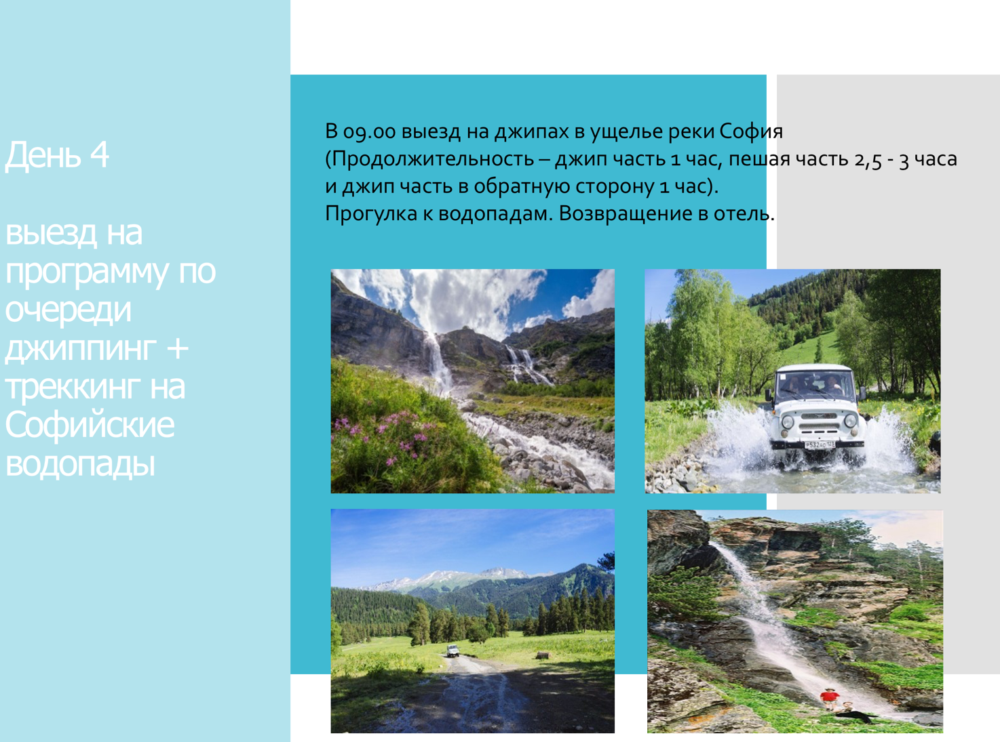 День 4
выезд на
программу по
очереди
джиппинг +
треккинг на
Софийские
водопады
В 09.00 выезд на джипах в ущелье реки София
(Продолжительность – джип часть 1 час, пешая часть 2,5 - 3 часа
и джип часть в обратную сторону 1 час).
Прогулка к водопадам. Возвращение в отель.